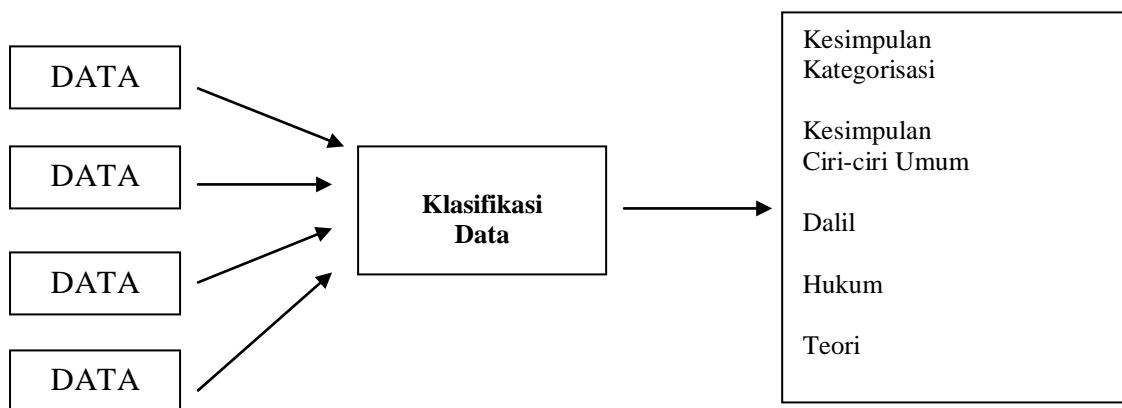 DATA
DATA
DATA
DATA
Klasifikasi
Data
Kesimpulan
Kategorisasi
Kesimpulan
Ciri-ciri Umum
Dalil
Hukum
Teori